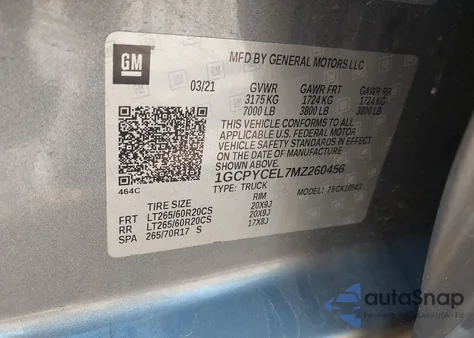 GM
MFD BY GENERAL MOTORS LLC
03/21 GVWR GAWR FRT GAWR RR
3175 KG 1724 KG 1724 KG
7000 LB 3800 LB 3800 LB
THIS VEHICLE CONFORMS TO ALL
APPLICABLE U.S. FEDERAL MOTOR
VEHICLE SAFETY STANDARDS IN EFFECT
ON THE DATE OF MANUFACTURE
SHOWN ABOVE.
1GCPYCEL7MZ260456
464C TYPE: TRUCK MODEL:
TIRE SIZE RIM
FRT LT265/60R20CS 20X9J
RR LT265/60R20CS 20X9J
SPA 265/70R17 S 17X8J
autoSnap